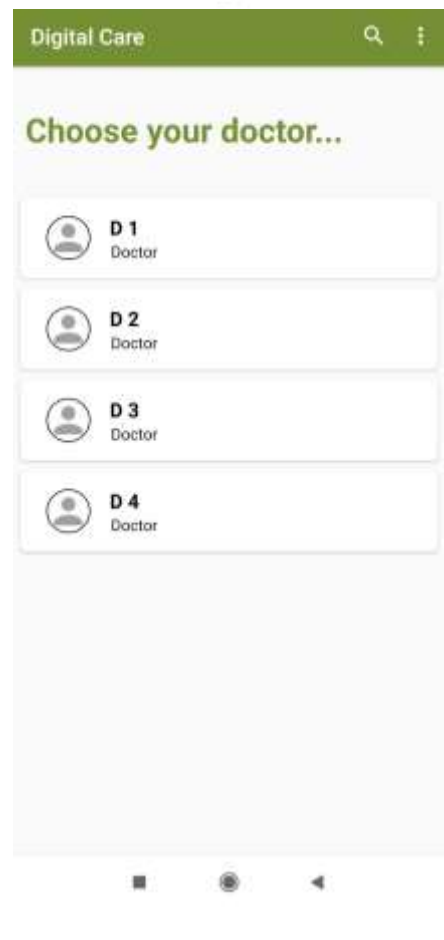 Digital Care
Choose your doctor...
D 1
Doctor
D 2
Doctor
D 3
Doctor
D 4
Doctor